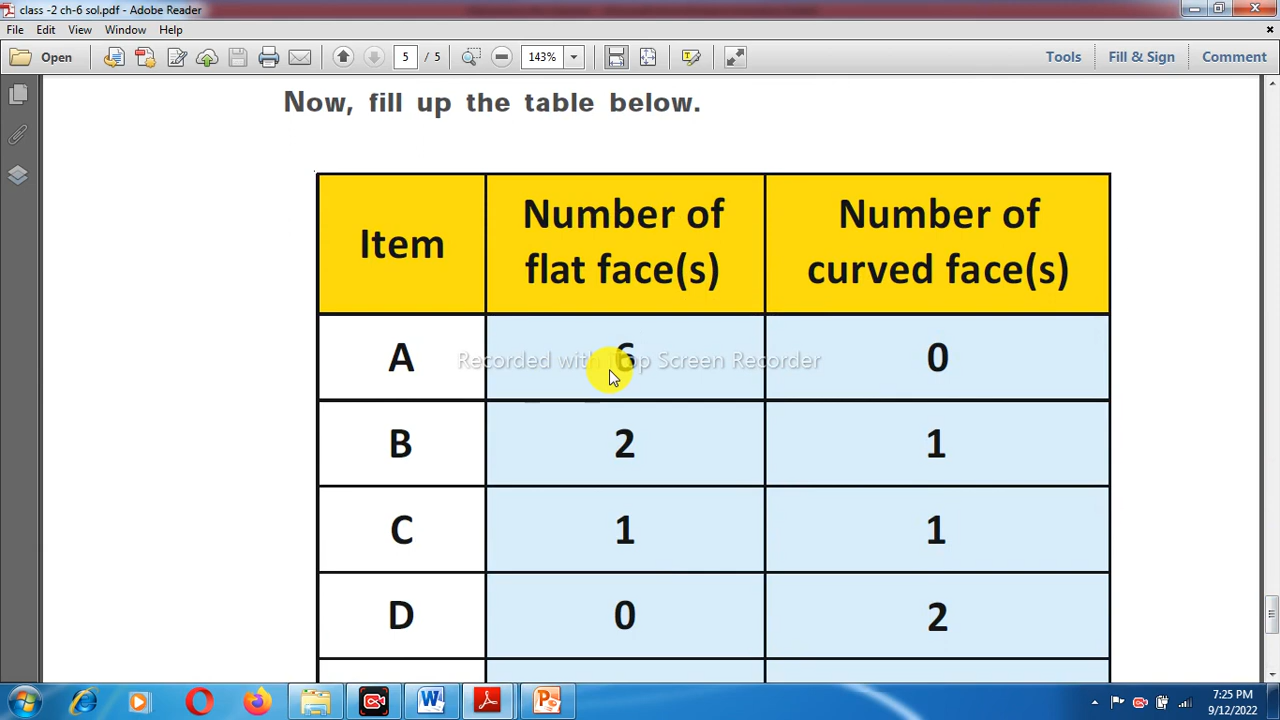 class -2 ch-6 sol.pdf - Adobe Reader
File Edit View Window Help
Open 5 / 5 143% Tools Fill & Sign Comment
Now, fill up the table below.
Item
Number of
flat face(s)
Number of
curved face(s)
A 6 0
Recorded with iTop Screen Recorder
B 2 1
C 1 1
D 0 2
7:25 PM
9/12/2022